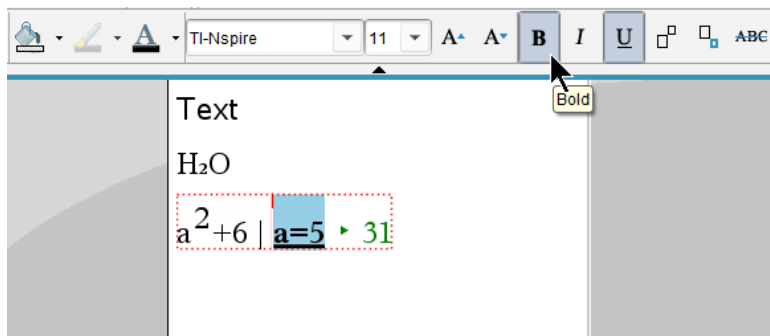 TI-Nspire 11 A A B I U ABC
Bold
Text
H₂O
a²+6 | a=5 ▸ 31